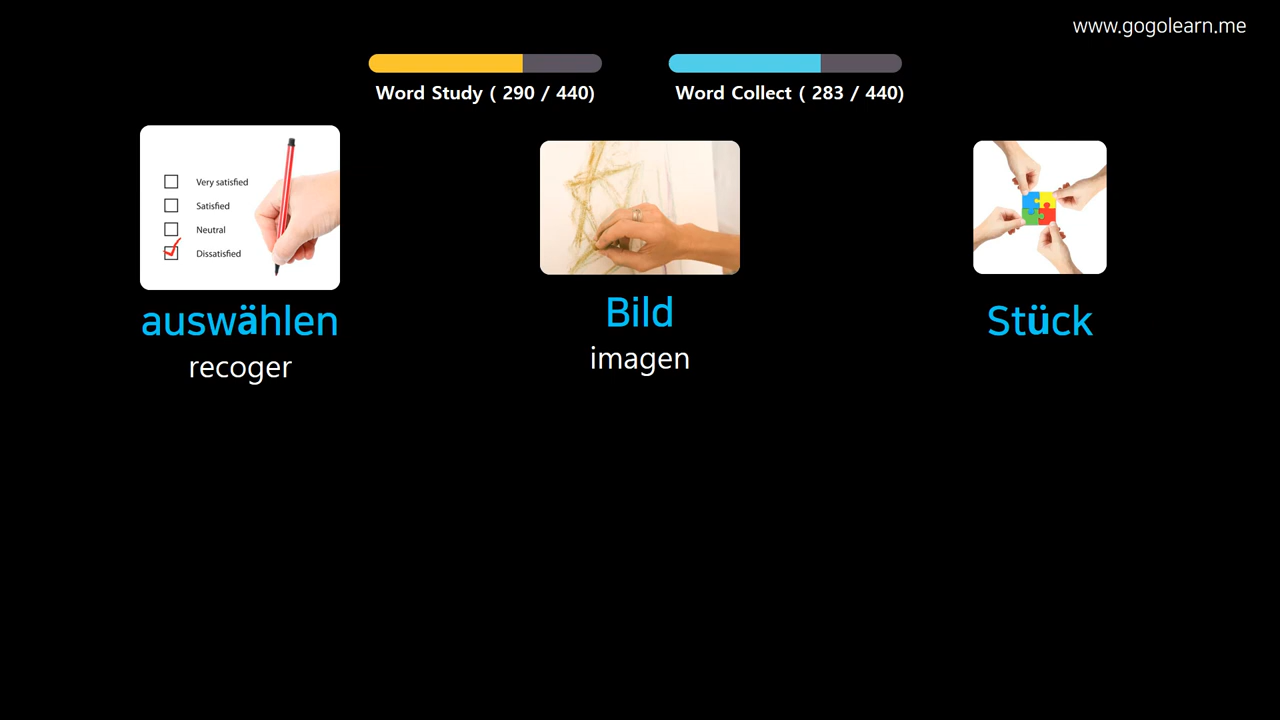 www.gogolearn.me
Word Study ( 290 / 440)
Word Collect ( 283 / 440)
Very satisfied
Satisfied
Neutral
Dissatisfied
auswählen
recoger
Bild
imagen
Stück